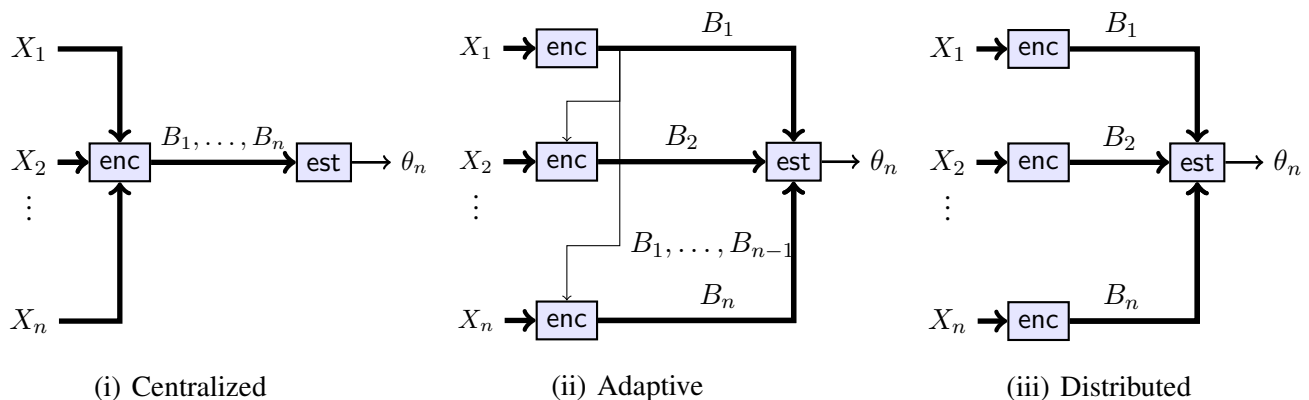 X₁
X₂
⋮
Xₙ
enc
B₁, . . . , Bₙ
est
θₙ
(i) Centralized
X₁
enc
B₁
X₂
enc
B₂
est
θₙ
⋮
B₁, . . . , Bₙ₋₁
Xₙ
enc
Bₙ
(ii) Adaptive
X₁
enc
B₁
X₂
enc
B₂
est
θₙ
⋮
Xₙ
enc
Bₙ
(iii) Distributed